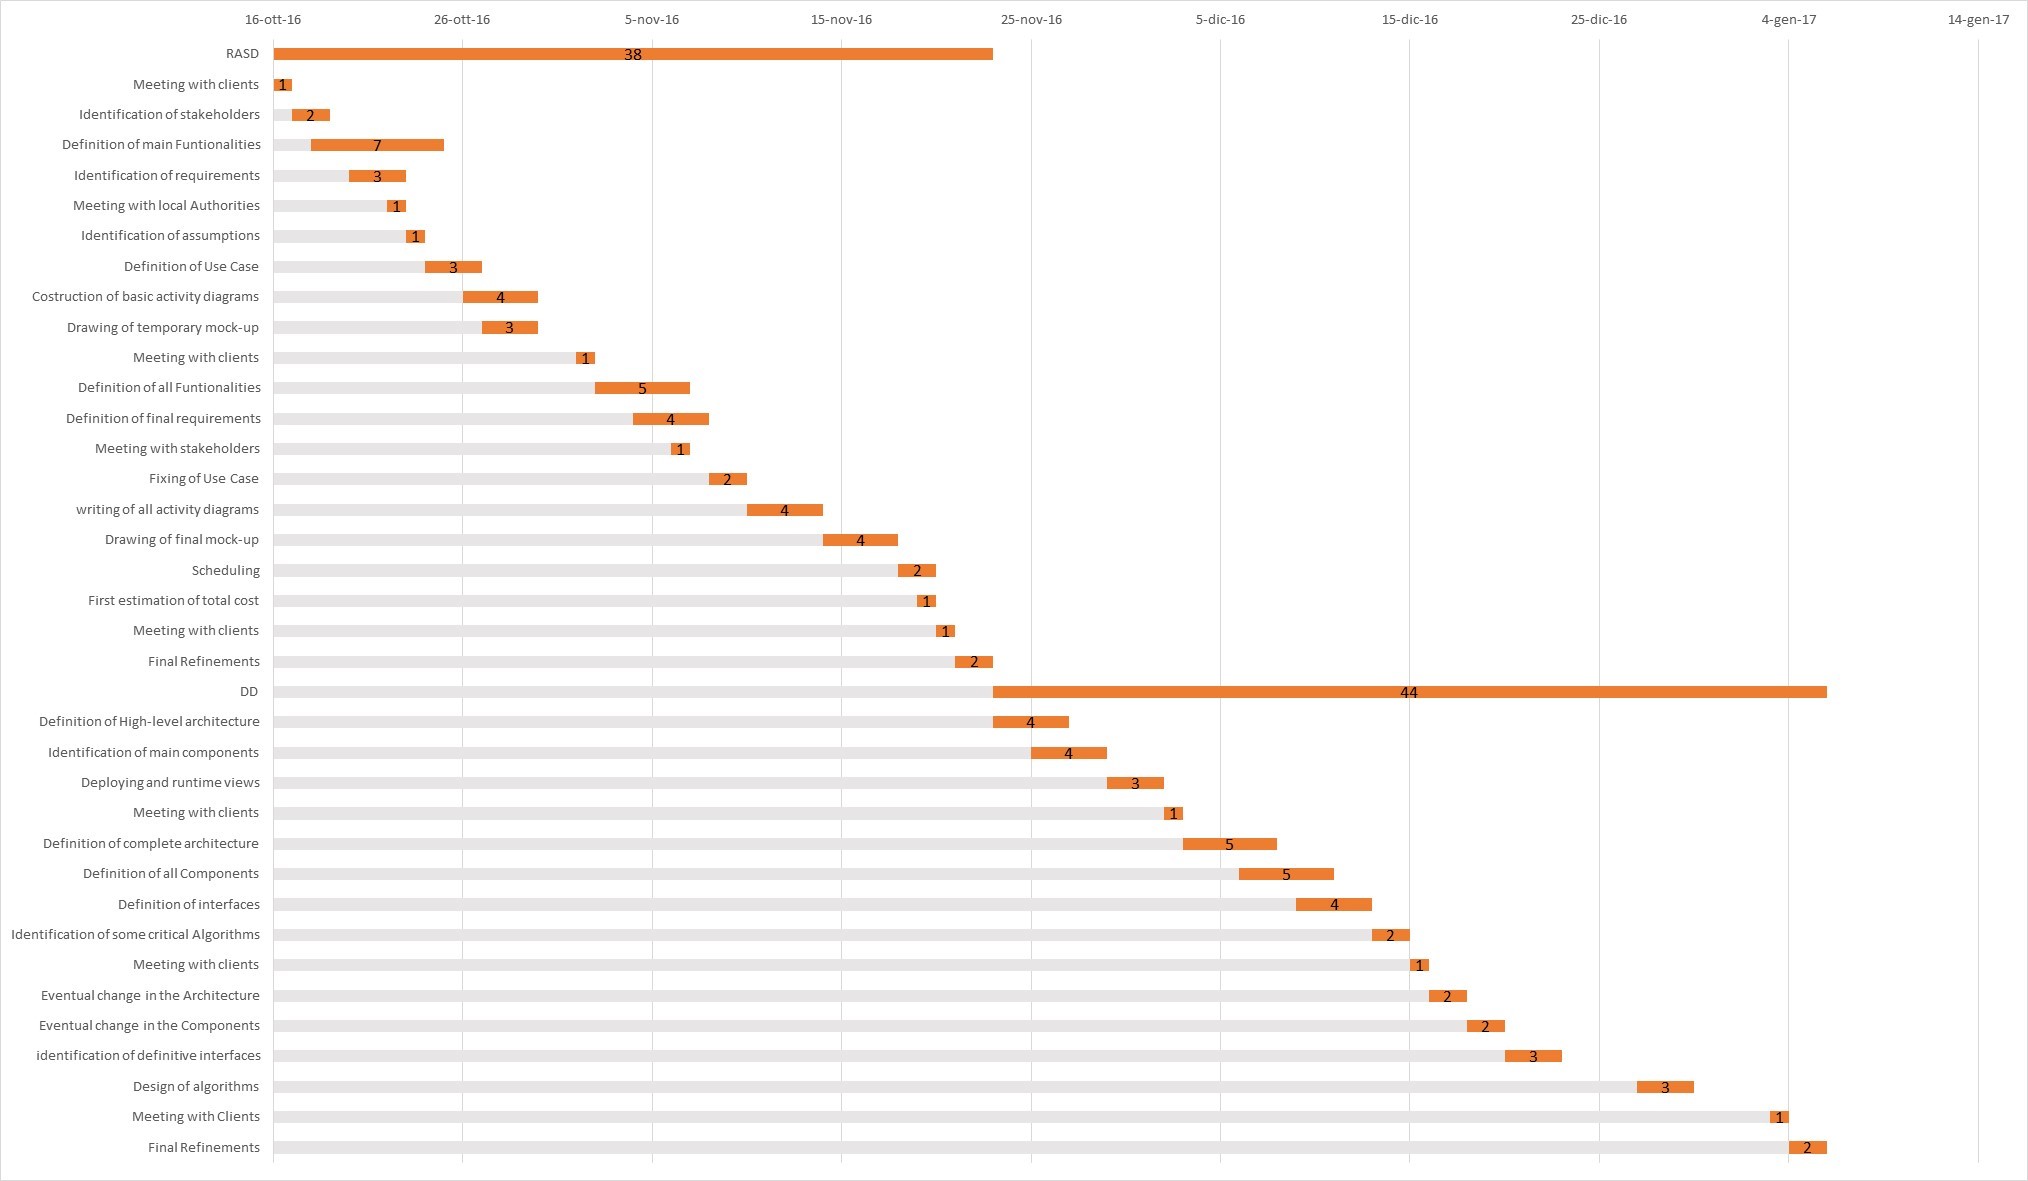 16-ott-16 26-ott-16 5-nov-16 15-nov-16 25-nov-16 5-dic-16 15-dic-16 25-dic-16 4-gen-17 14-gen-17
RASD 38
Meeting with clients 1
Identification of stakeholders 2
Definition of main Funtionalities 7
Identification of requirements 3
Meeting with local Authorities 1
Identification of assumptions 1
Definition of Use Case 3
Costruction of basic activity diagrams 4
Drawing of temporary mock-up 3
Meeting with clients 1
Definition of all Funtionalities 5
Definition of final requirements 4
Meeting with stakeholders 1
Fixing of Use Case 2
writing of all activity diagrams 4
Drawing of final mock-up 4
Scheduling 2
First estimation of total cost 1
Meeting with clients 1
Final Refinements 2
DD 44
Definition of High-level architecture 4
Identification of main components 4
Deploying and runtime views 3
Meeting with clients 1
Definition of complete architecture 5
Definition of all Components 5
Definition of interfaces 4
Identification of some critical Algorithms 2
Meeting with clients 1
Eventual change in the Architecture 2
Eventual change in the Components 2
identification of definitive interfaces 3
Design of algorithms 3
Meeting with Clients 1
Final Refinements 2